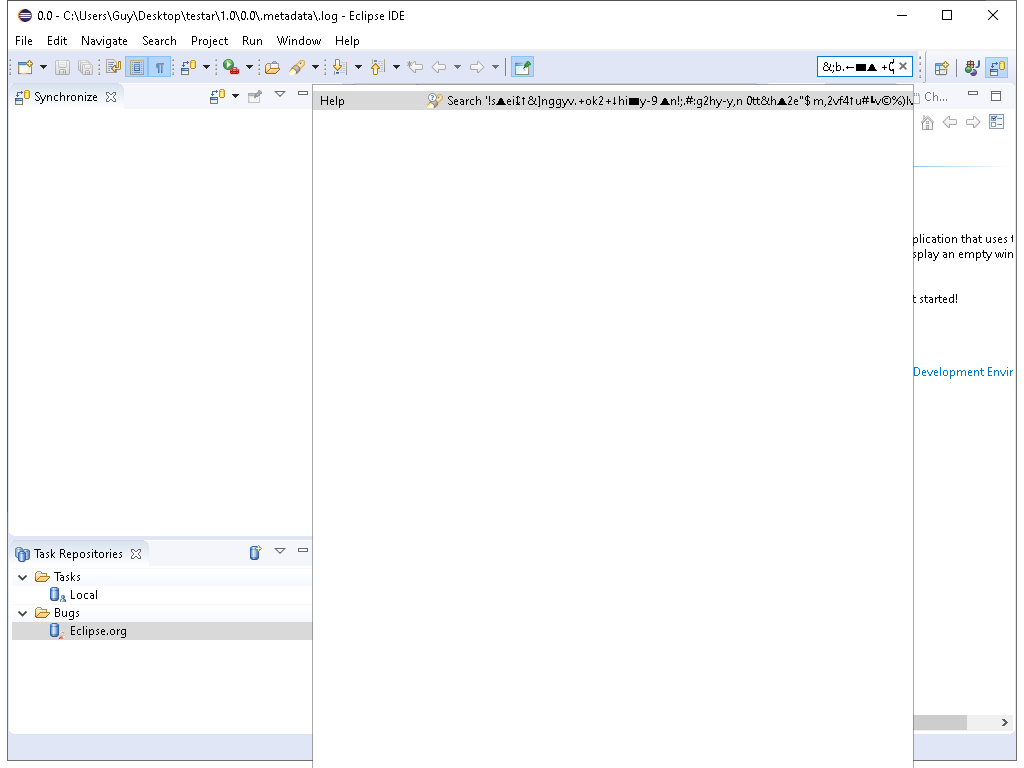 0.0 - C:\Users\Guy\Desktop\testar\1.0\0.0\.metadata\.log - Eclipse IDE
File Edit Navigate Search Project Run Window Help
&;b.←■▲ +
Synchronize
Help Search '!s▲ei‡↑&]nggyv.+ok2+↓hi■y-9 ▲n!;.#:g2hy-y,n 0tt&h▲2e"$ m,2vf4↑u#┗v©%)l
Ch...
plication that uses
splay an empty win
t started!
Development Envir
Task Repositories
Tasks
Local
Bugs
Eclipse.org